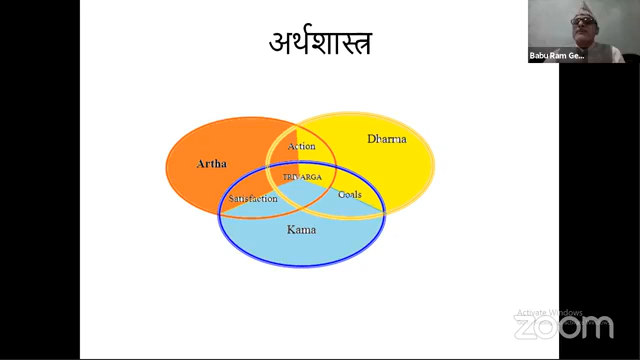 अर्थशास्त्र
Babu Ram Ge...
Dharma
Action
Artha
TRIVARGA
Satisfaction
Goals
Kama
Activate Windows
zoom